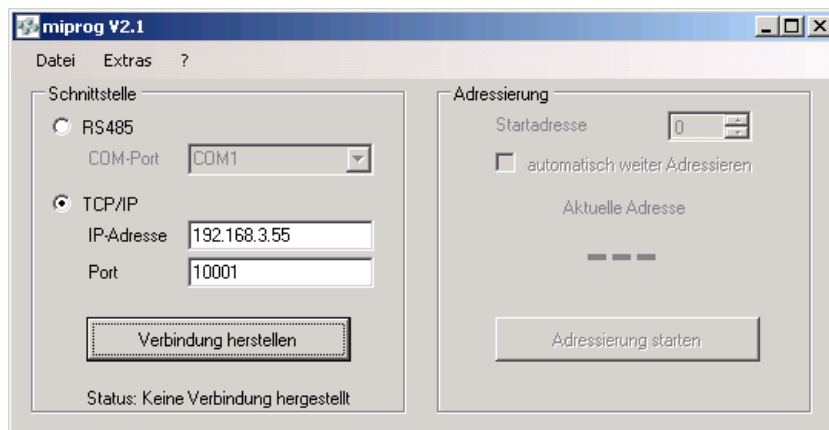 miprog V2.1
Datei Extras ?
Schnittstelle
RS485
COM-Port COM1
TCP/IP
IP-Adresse 192.168.3.55
Port 10001
Verbindung herstellen
Status: Keine Verbindung hergestellt
Adressierung
Startadresse 0
automatisch weiter Adressieren
Aktuelle Adresse
---
Adressierung starten